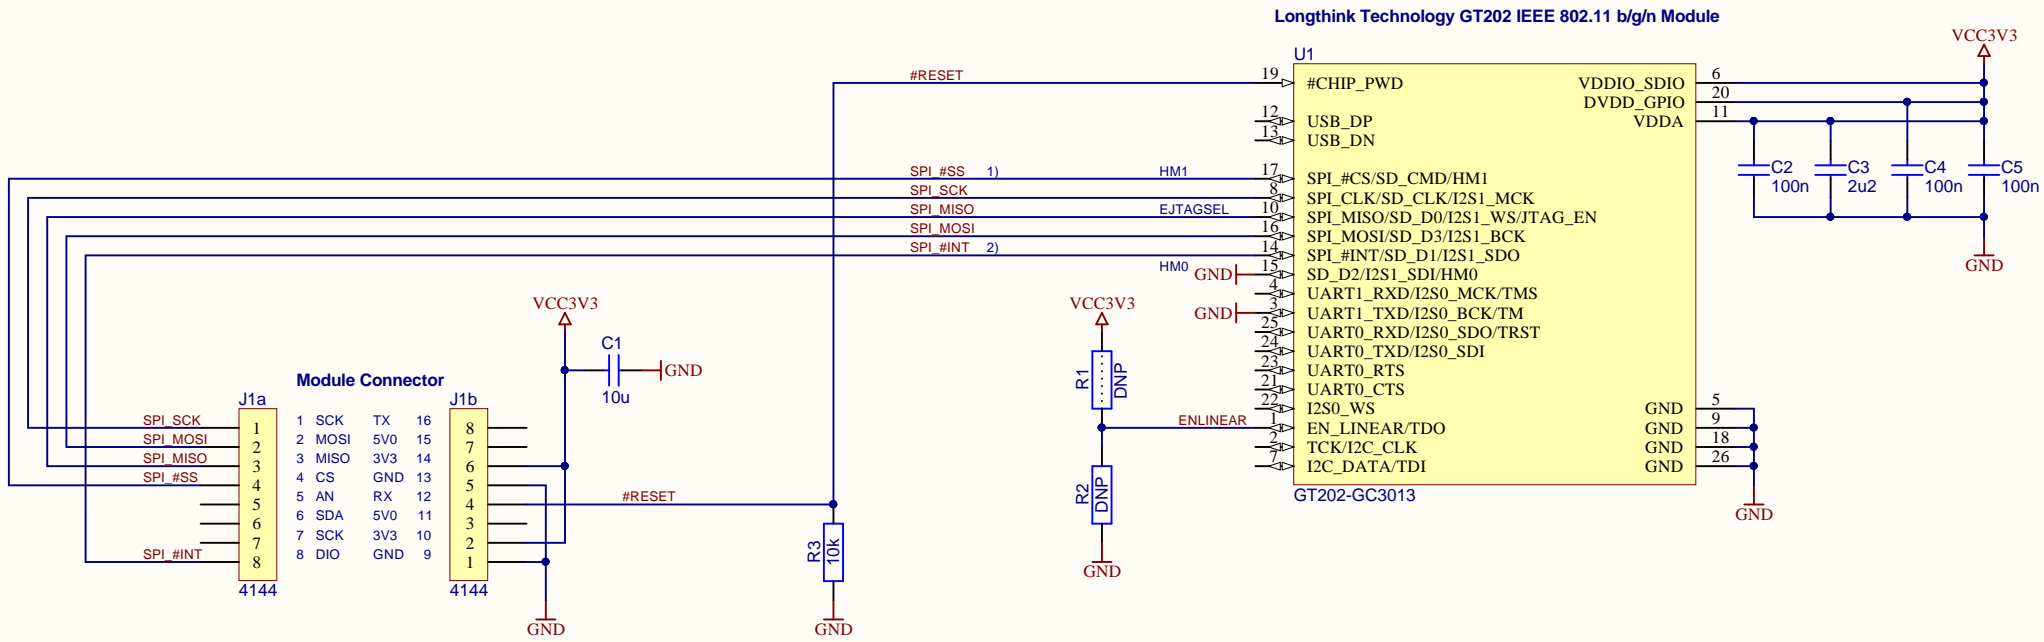 Longthink Technology GT202 IEEE 802.11 b/g/n Module
VCC3V3
U1
#RESET 19 #CHIP_PWD VDDIO_SDIO 6
DVDD_GPIO 20
12 USB_DP VDDA 11
13 USB_DN
SPI_#SS 1) HM1 17 SPI_#CS/SD_CMD/HM1
C2 100n
C3 2u2
C4 100n
C5 100n
SPI_SCK 8 SPI_CLK/SD_CLK/I2S1_MCK
SPI_MISO EJTAGSEL 10 SPI_MISO/SD_D0/I2S1_WS/JTAG_EN
SPI_MOSI 16 SPI_MOSI/SD_D3/I2S1_BCK
SPI_#INT 2) 14 SPI_#INT/SD_D1/I2S1_SDO
GND
HM0 GND 15 SD_D2/I2S1_SDI/HM0
4 UART1_RXD/I2S0_MCK/TMS
GND 3 UART1_TXD/I2S0_BCK/TM
25 UART0_RXD/I2S0_SDO/TRST
24 UART0_TXD/I2S0_SDI
23 UART0_RTS
21 UART0_CTS
22 I2S0_WS GND 5
ENLINEAR 1 EN_LINEAR/TDO GND 9
2 TCK/I2C_CLK GND 18
7 I2C_DATA/TDI GND 26
GT202-GC3013
GND
VCC3V3
R1
DNP
R2
DNP
GND
VCC3V3
C1
10u
GND
Module Connector
J1a J1b
SPI_SCK 1 1 SCK TX 16 8
SPI_MOSI 2 2 MOSI 5V0 15 7
SPI_MISO 3 3 MISO 3V3 14 6
SPI_#SS 4 4 CS GND 13 5
5 5 AN RX 12 4 #RESET
6 6 SDA 5V0 11 3
7 7 SCK 3V3 10 2
SPI_#INT 8 8 DIO GND 9 1
4144 4144
R3
10k
GND
GND